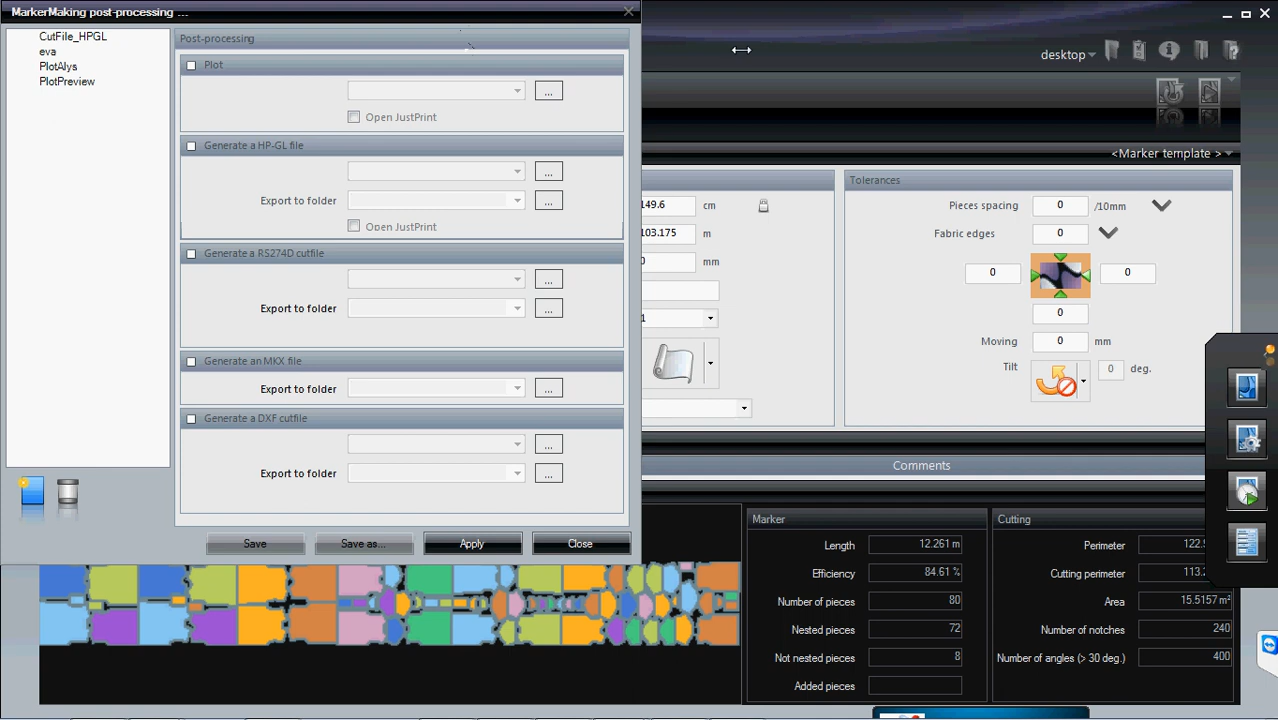 MarkerMaking post-processing ...
CutFile_HPGL
eva
PlotAlys
PlotPreview
Post-processing
Plot
...
Open JustPrint
Generate a HP-GL file
...
Export to folder ...
Open JustPrint
Generate a RS274D cutfile
...
Export to folder ...
Generate an MKX file
Export to folder ...
Generate a DXF cutfile
...
Export to folder ...
Save Save as... Apply Close
desktop
<Marker template >
149.6 cm
103.175 m
0 mm
1
Tolerances
Pieces spacing 0 /10mm
Fabric edges 0
0 0
0
Moving 0 mm
Tilt 0 deg.
Comments
Marker
Length 12.261 m
Efficiency 84.61 %
Number of pieces 80
Nested pieces 72
Not nested pieces 8
Added pieces
Cutting
Perimeter 122.
Cutting perimeter 113.
Area 15.5157 m²
Number of notches 240
Number of angles (> 30 deg.) 400